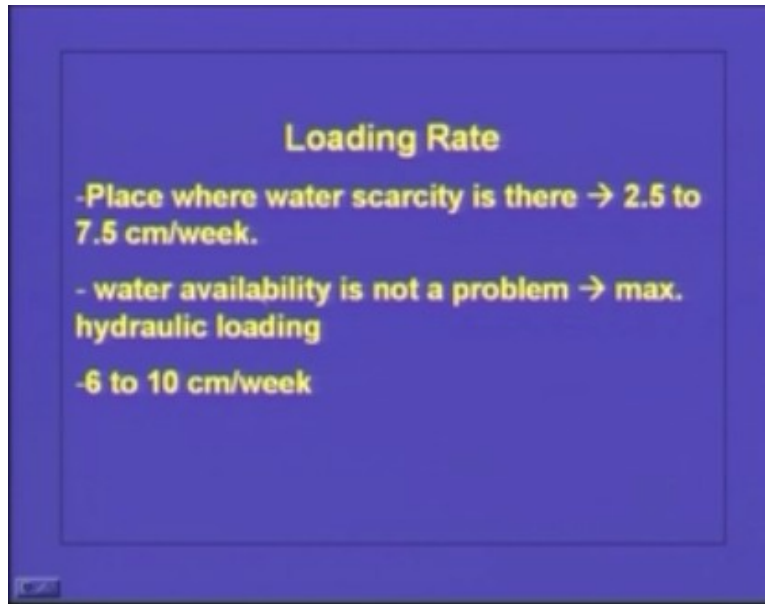 Loading Rate
-Place where water scarcity is there → 2.5 to
7.5 cm/week.
- water availability is not a problem → max.
hydraulic loading
-6 to 10 cm/week